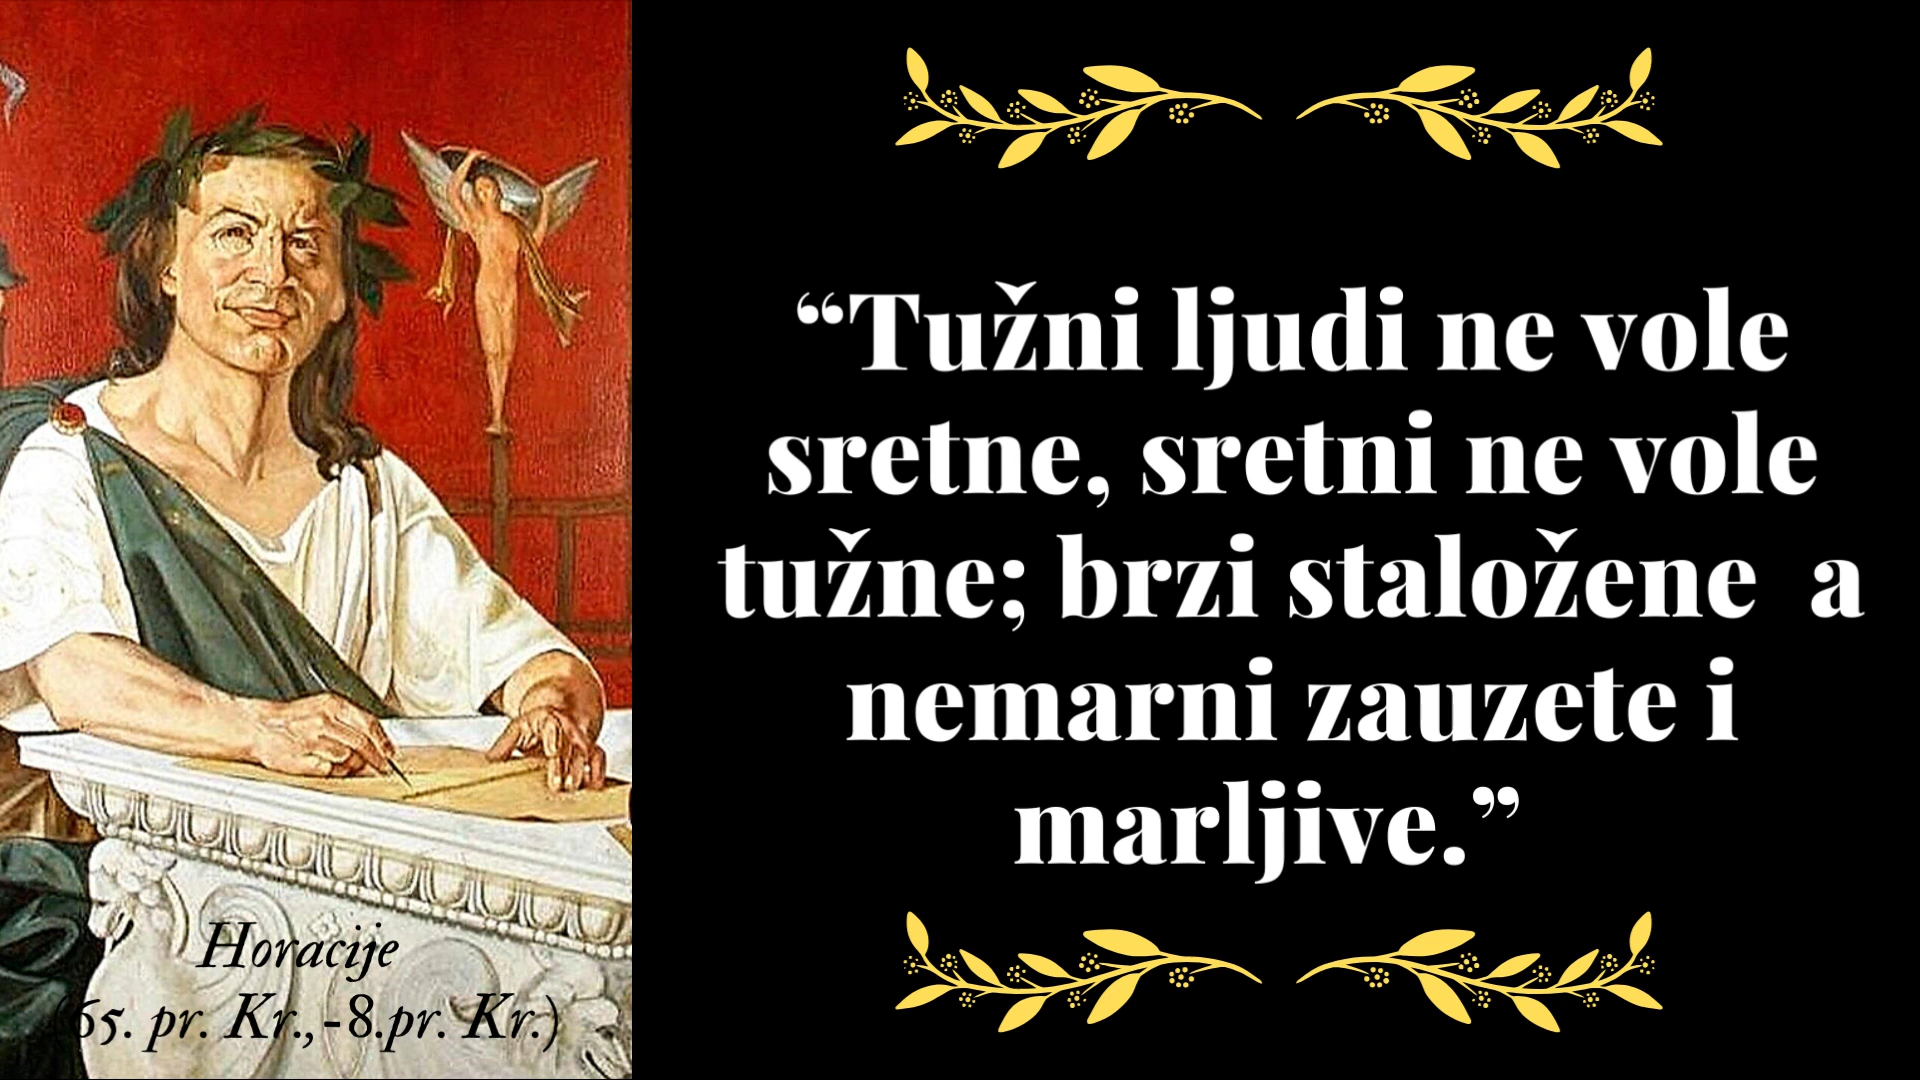 “Tužni ljudi ne vole
sretne, sretni ne vole
tužne; brzi staložene  a
nemarni zauzete i
marljive.”
Horacije
(65. pr. Kr.,-8.pr. Kr.)